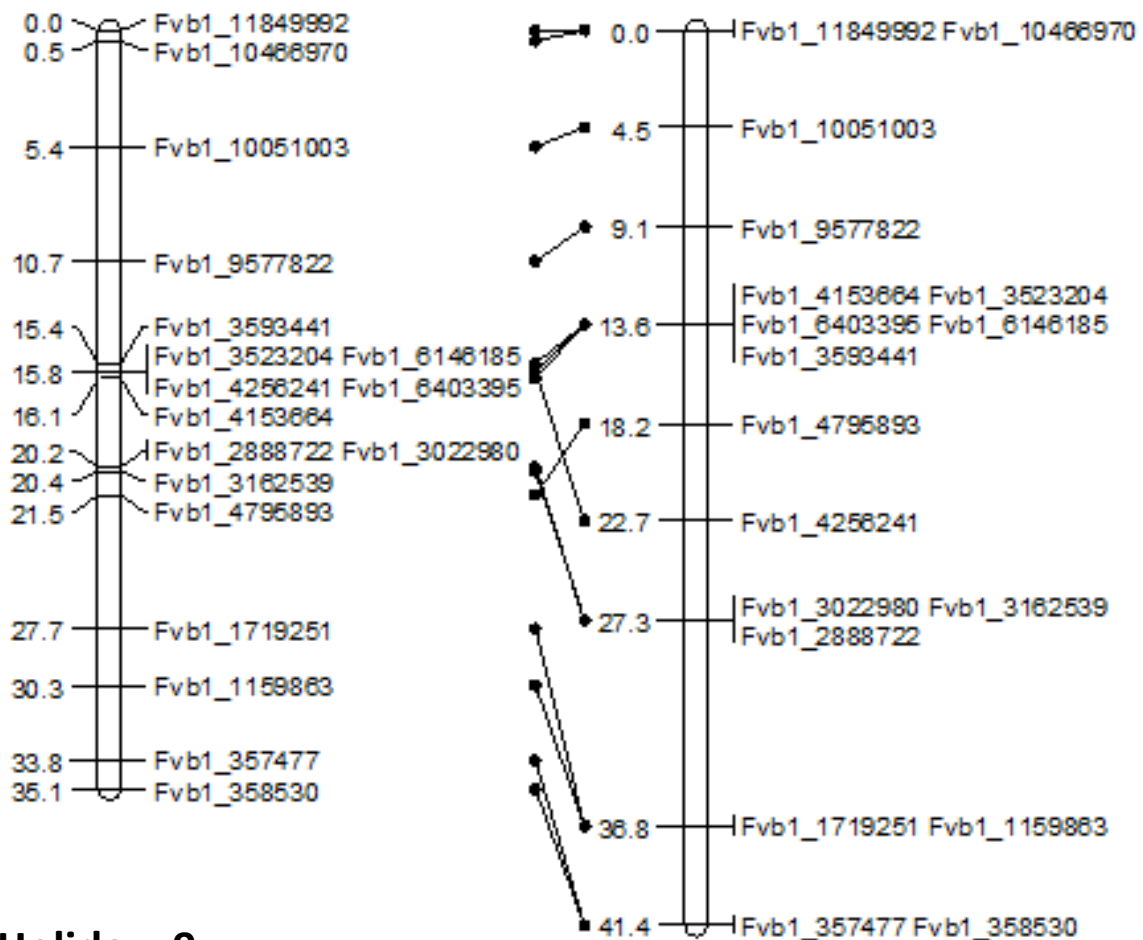 0.0 Fvb1_11849992
0.5 Fvb1_10466970
5.4 Fvb1_10051003
10.7 Fvb1_9577822
15.4 Fvb1_3593441
15.8 Fvb1_3523204 Fvb1_6146185
Fvb1_4256241 Fvb1_6403395
16.1 Fvb1_4153664
20.2 Fvb1_2888722 Fvb1_3022980
20.4 Fvb1_3162539
21.5 Fvb1_4795893
27.7 Fvb1_1719251
30.3 Fvb1_1159863
33.8 Fvb1_357477
35.1 Fvb1_358530
0.0 Fvb1_11849992 Fvb1_10466970
4.5 Fvb1_10051003
9.1 Fvb1_9577822
Fvb1_4153664 Fvb1_3523204
13.6 Fvb1_6403395 Fvb1_6146185
Fvb1_3593441
18.2 Fvb1_4795893
22.7 Fvb1_4256241
27.3 Fvb1_3022980 Fvb1_3162539
Fvb1_2888722
36.8 Fvb1_1719251 Fvb1_1159863
41.4 Fvb1_357477 Fvb1_358530